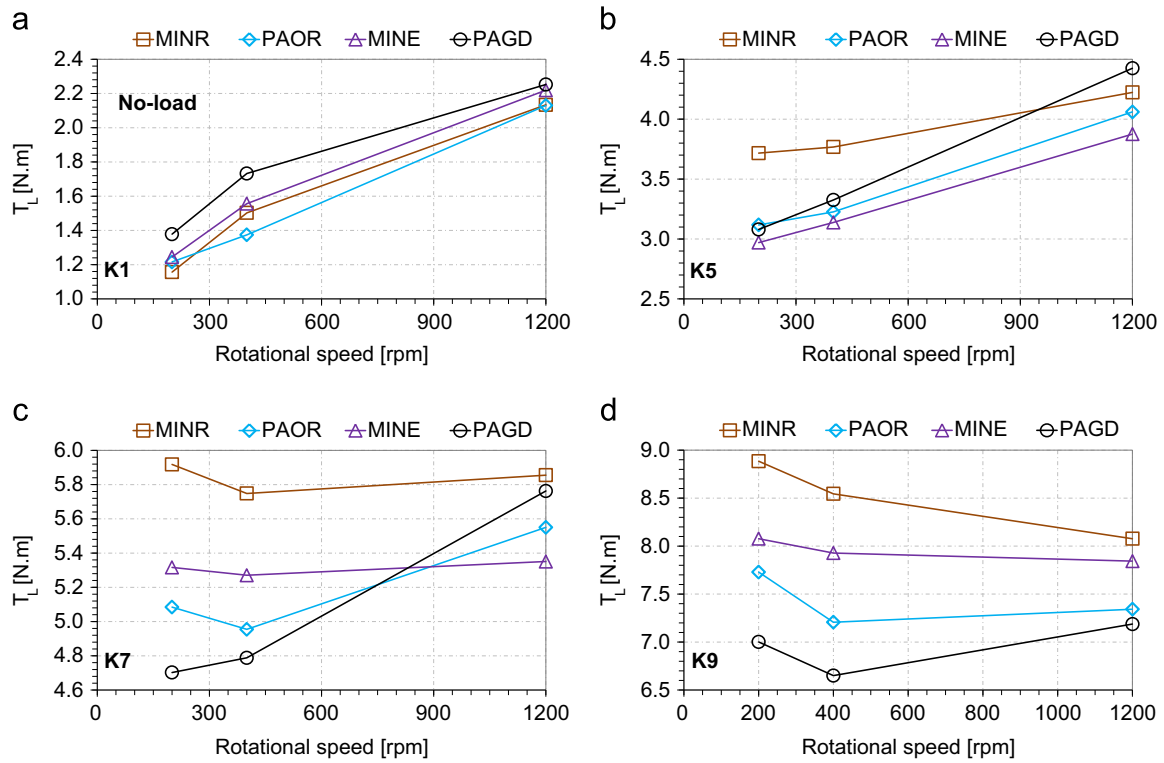 a
MINR PAOR MINE PAGD
2.4
2.2
2.0
1.8
1.6
1.4
1.2
1.0
T_L [N.m]
No-load
K1
0 300 600 900 1200
Rotational speed [rpm]
b
MINR PAOR MINE PAGD
4.5
4.0
3.5
3.0
2.5
T_L [N.m]
K5
0 300 600 900 1200
Rotational speed [rpm]
c
MINR PAOR MINE PAGD
6.0
5.8
5.6
5.4
5.2
5.0
4.8
4.6
T_L [N.m]
K7
0 300 600 900 1200
Rotational speed [rpm]
d
MINR PAOR MINE PAGD
9.0
8.5
8.0
7.5
7.0
6.5
T_L [N.m]
K9
0 200 400 600 800 1000 1200
Rotational speed [rpm]